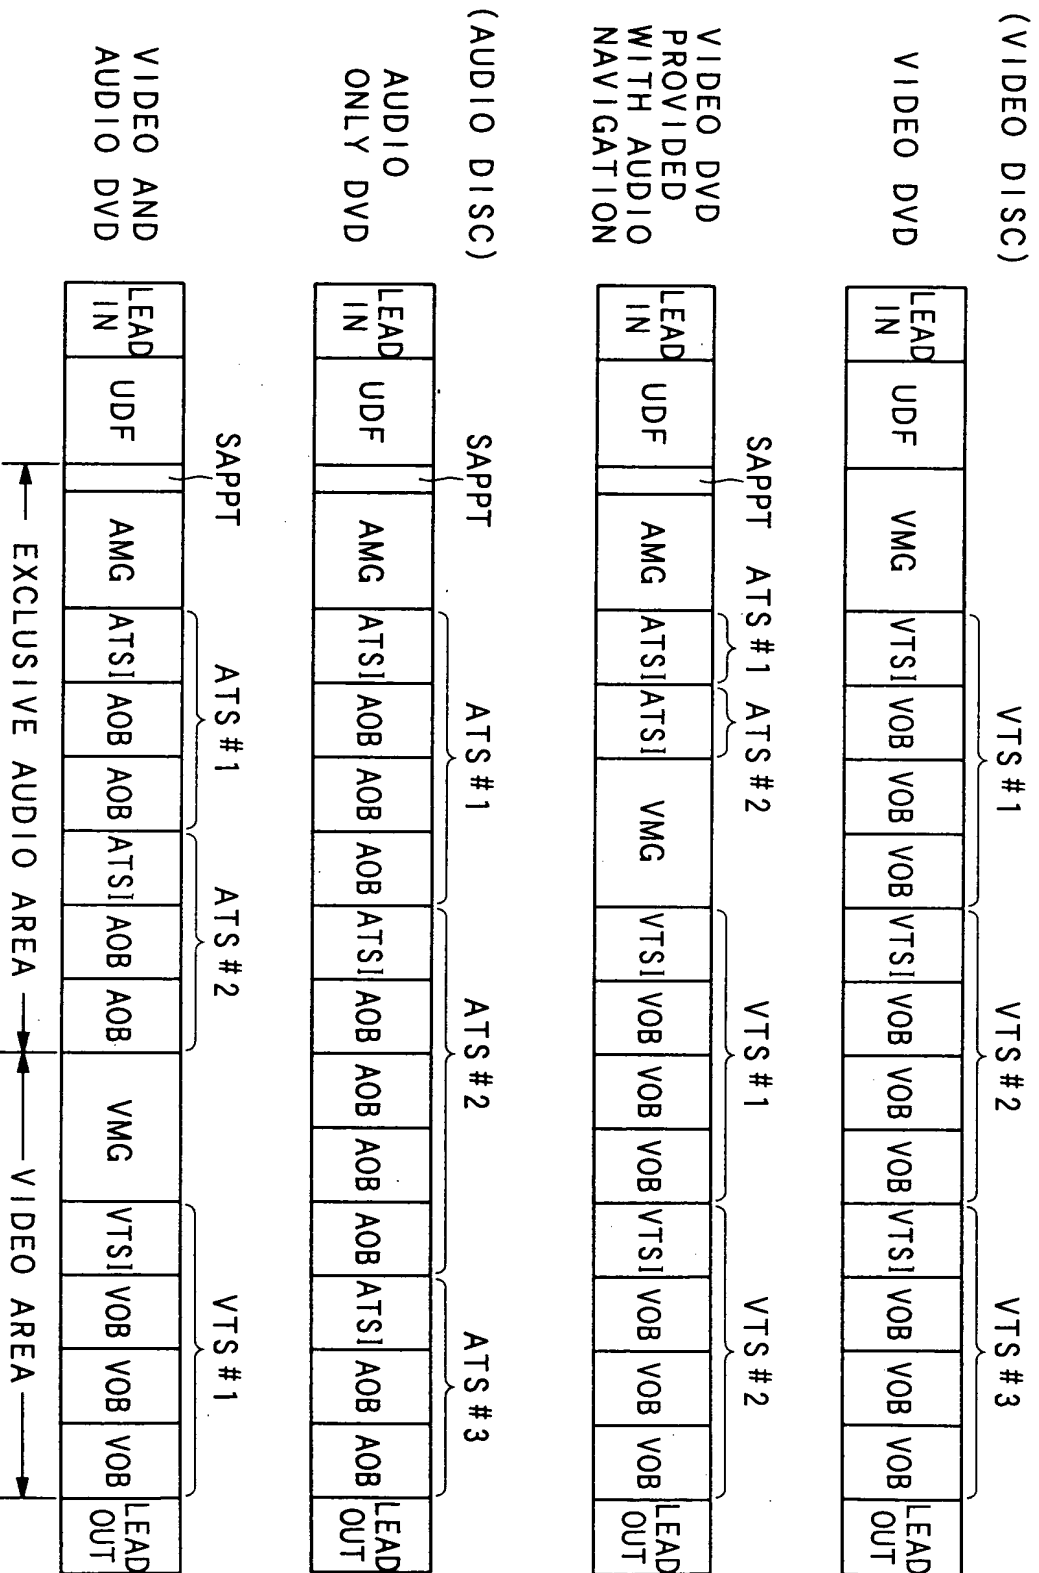 (VIDEO DISC)
VTS #1
VTS #2
VTS #3
VIDEO DVD
LEAD IN
UDF
VMG
VTSI
VOB
VOB
VOB
VTSI
VOB
VOB
VOB
VTSI
VOB
VOB
VOB
LEAD OUT
SAPPT
ATS #1
ATS #2
VTS #1
VTS #2
VIDEO DVD
PROVIDED
WITH AUDIO
NAVIGATION
LEAD IN
UDF
AMG
ATSI
ATSI
VMG
VTSI
VOB
VOB
VOB
VTSI
VOB
VOB
VOB
LEAD OUT
(AUDIO DISC)
SAPPT
ATS #1
ATS #2
ATS #3
AUDIO
ONLY DVD
LEAD IN
UDF
AMG
ATSI
AOB
AOB
AOB
ATSI
AOB
AOB
AOB
AOB
ATSI
AOB
AOB
LEAD OUT
SAPPT
ATS #1
ATS #2
VTS #1
VIDEO AND
AUDIO DVD
LEAD IN
UDF
AMG
ATSI
AOB
AOB
ATSI
AOB
AOB
VMG
VTSI
VOB
VOB
VOB
LEAD OUT
EXCLUSIVE AUDIO AREA
VIDEO AREA